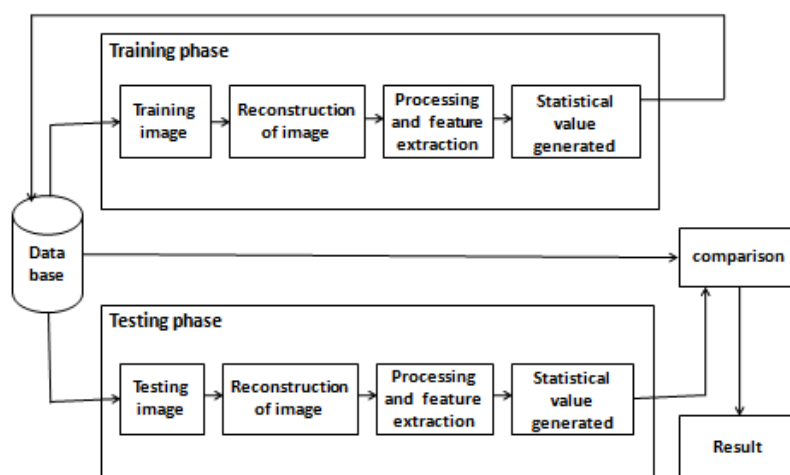 Training phase
Training
image
Reconstruction
of image
Processing
and feature
extraction
Statistical
value
generated
Data
base
comparison
Testing phase
Testing
image
Reconstruction
of image
Processing
and feature
extraction
Statistical
value
generated
Result